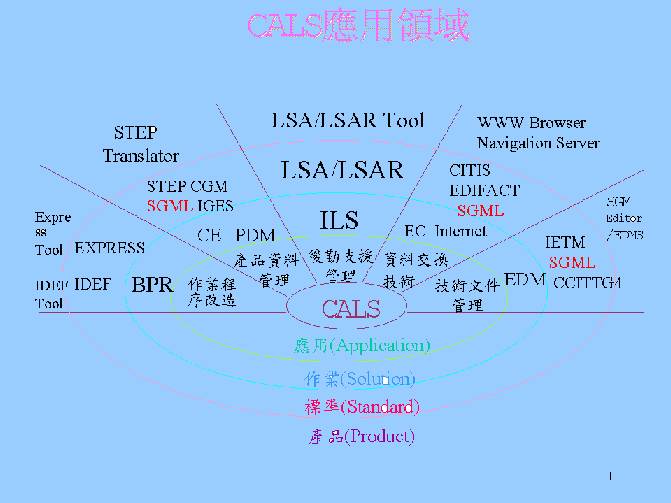 CALS應用領域
LSA/LSAR Tool
WWW Browser
Navigation Server
STEP
Translator
LSA/LSAR
CITIS
EDIFACT
SGML
STEP CGM
SGML IGES
Editor
Expre
ss
Tool
EXPRESS
CE PDM
ILS
EC Internet
IETM
SGML
產品資料
管理
後勤支援
管理
資料交換
技術
IDEF
Tool
IDEF
BPR
作業程
序改造
技術文件
管理
EDM
CCITTG4
CALS
應用(Application)
作業(Solution)
標準(Standard)
產品(Product)
1